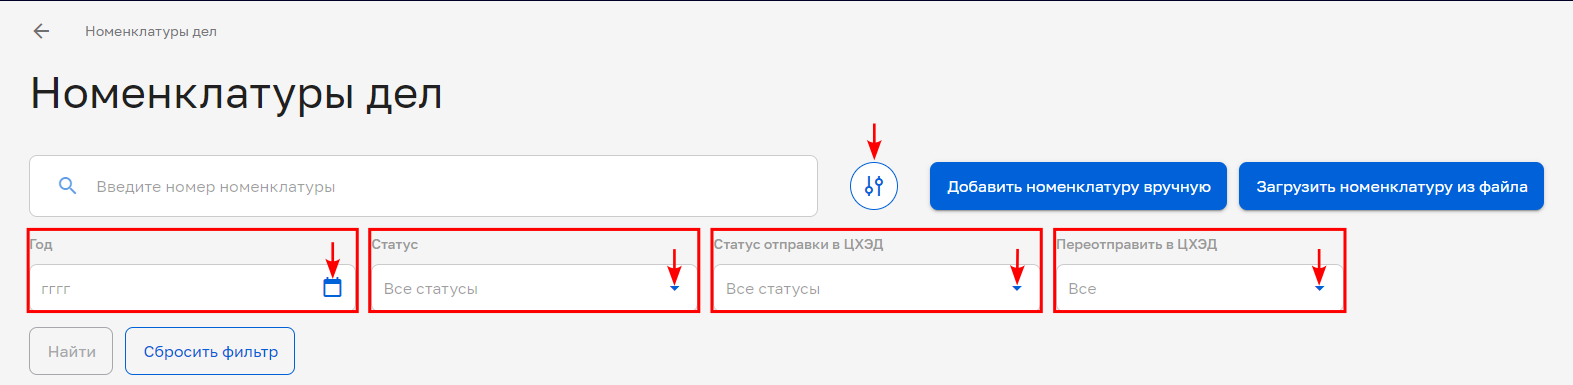 Номенклатуры дел
Номенклатуры дел
Введите номер номенклатуры
Добавить номенклатуру вручную
Загрузить номенклатуру из файла
Год
Статус
Статус отправки в ЦХЭД
Переотправить в ЦХЭД
гггг
Все статусы
Все статусы
Все
Найти
Сбросить фильтр